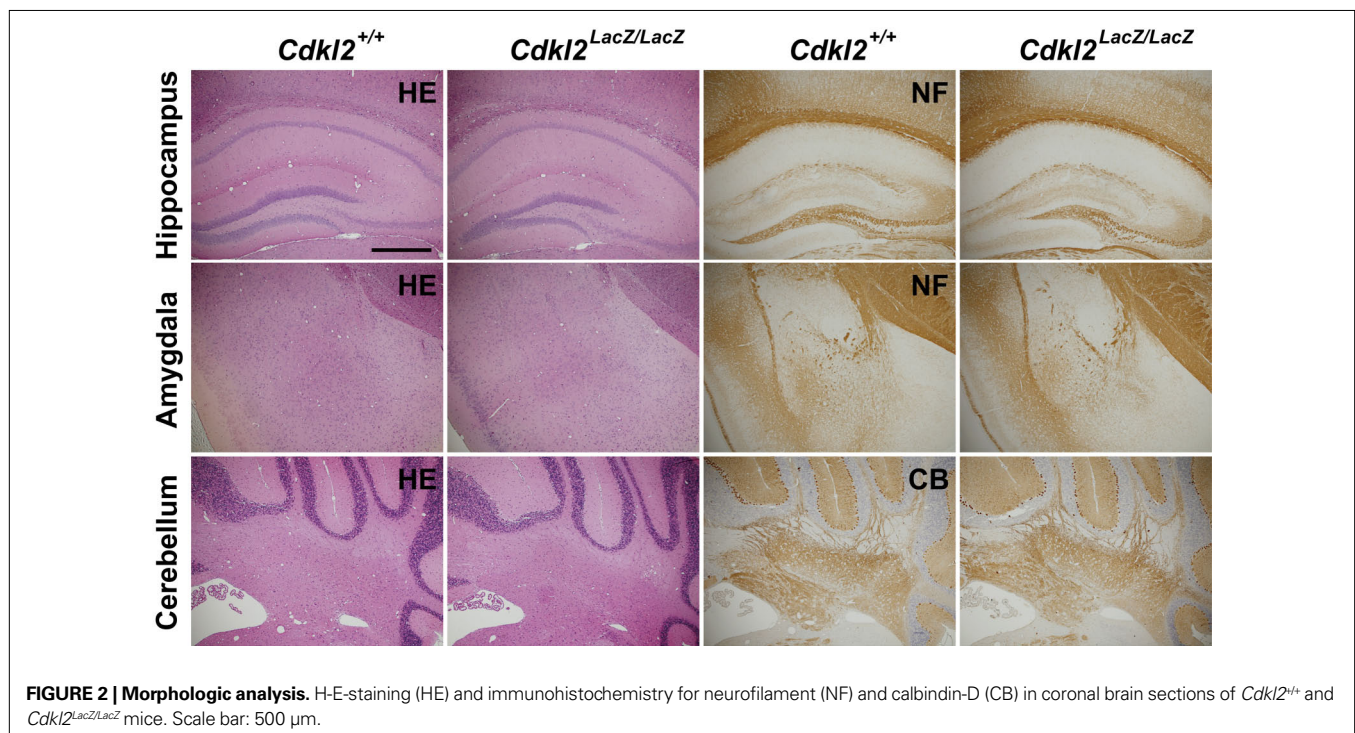 Cdkl2+/+ Cdkl2LacZ/LacZ Cdkl2+/+ Cdkl2LacZ/LacZ
Hippocampus
HE
NF
Amygdala
HE
NF
Cerebellum
HE
CB
FIGURE 2 | Morphologic analysis. H-E-staining (HE) and immunohistochemistry for neurofilament (NF) and calbindin-D (CB) in coronal brain sections of Cdkl2+/+ and
Cdkl2LacZ/LacZ mice. Scale bar: 500 µm.